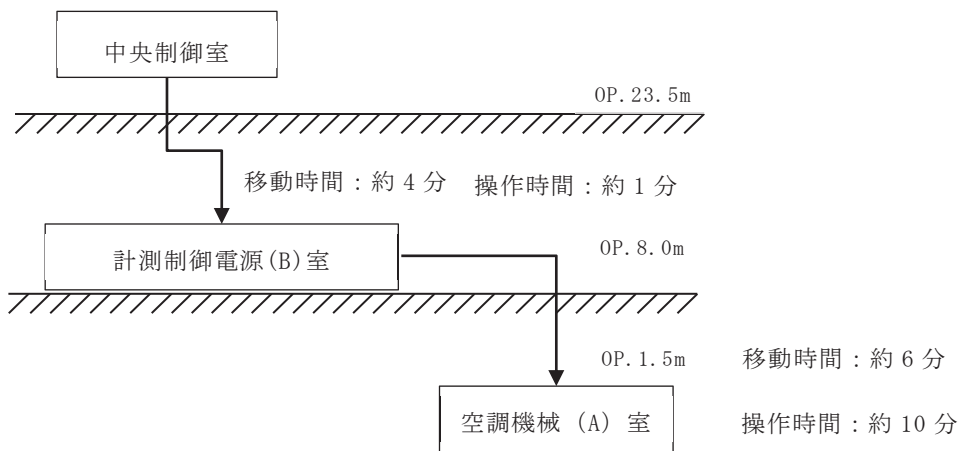 中央制御室
OP.23.5m
移動時間：約4分 操作時間：約1分
計測制御電源(B)室
OP.8.0m
OP.1.5m 移動時間：約6分
空調機械（A）室 操作時間：約10分